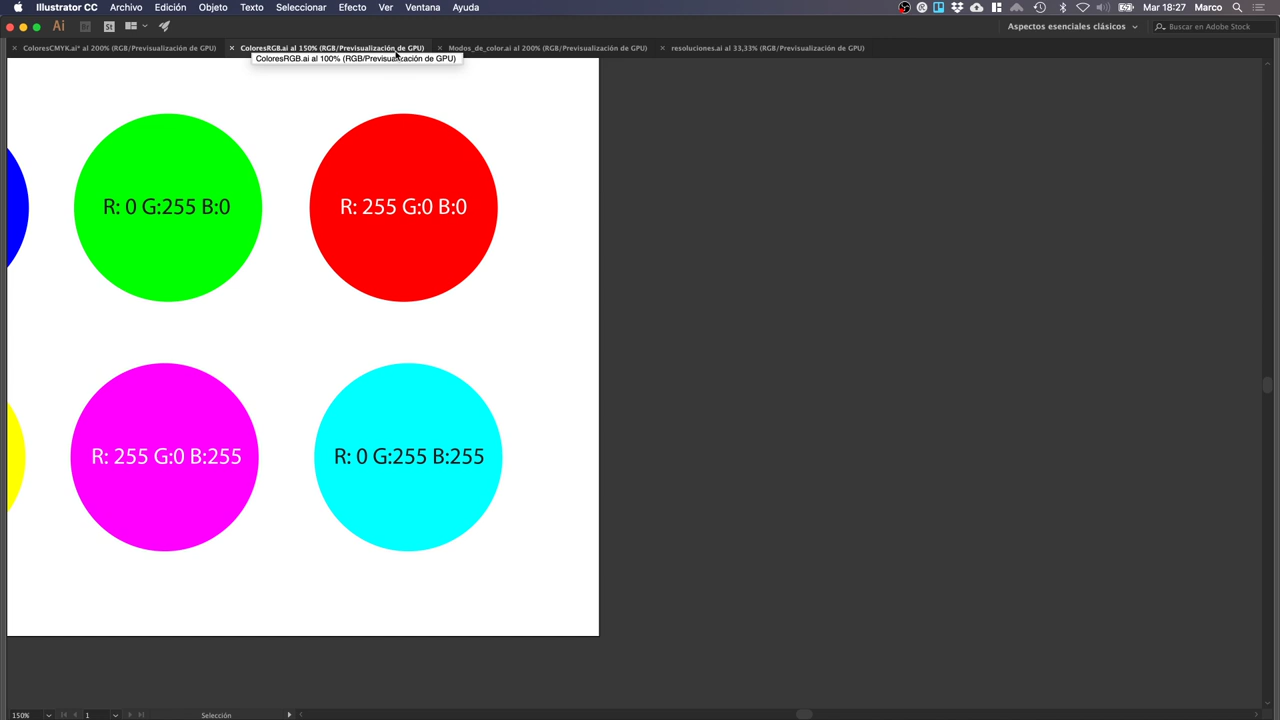 Illustrator CC Archivo Edición Objeto Texto Seleccionar Efecto Ver Ventana Ayuda Mar 18:27 Marco
Ai Br St Aspectos esenciales clásicos Buscar en Adobe Stock
ColoresCMYK.ai* al 200% (RGB/Previsualización de GPU) ColoresRGB.ai al 150% (RGB/Previsualización de GPU) Modos_de_color.ai al 200% (RGB/Previsualización de GPU) resoluciones.ai al 33,33% (RGB/Previsualización de GPU)
ColoresRGB.ai al 100% (RGB/Previsualización de GPU)
R: 0 G:255 B:0 R: 255 G:0 B:0
R: 255 G:0 B:255 R: 0 G:255 B:255
150% 1 Selección